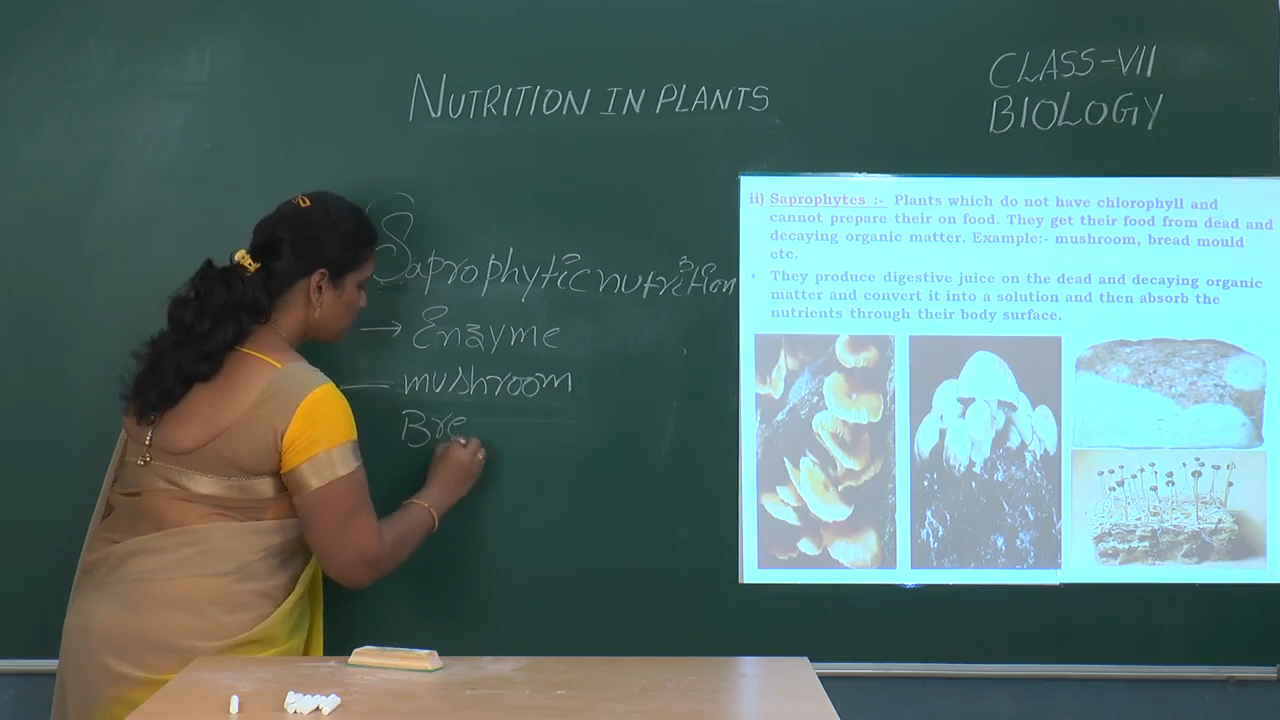 NUTRITION IN PLANTS
CLASS-VII
BIOLOGY
Saprophytic nutrition
→ Enzyme
— mushroom
Bre
ii) Saprophytes :- Plants which do not have chlorophyll and
cannot prepare their on food. They get their food from dead and
decaying organic matter. Example:- mushroom, bread mould
etc.
• They produce digestive juice on the dead and decaying organic
matter and convert it into a solution and then absorb the
nutrients through their body surface.